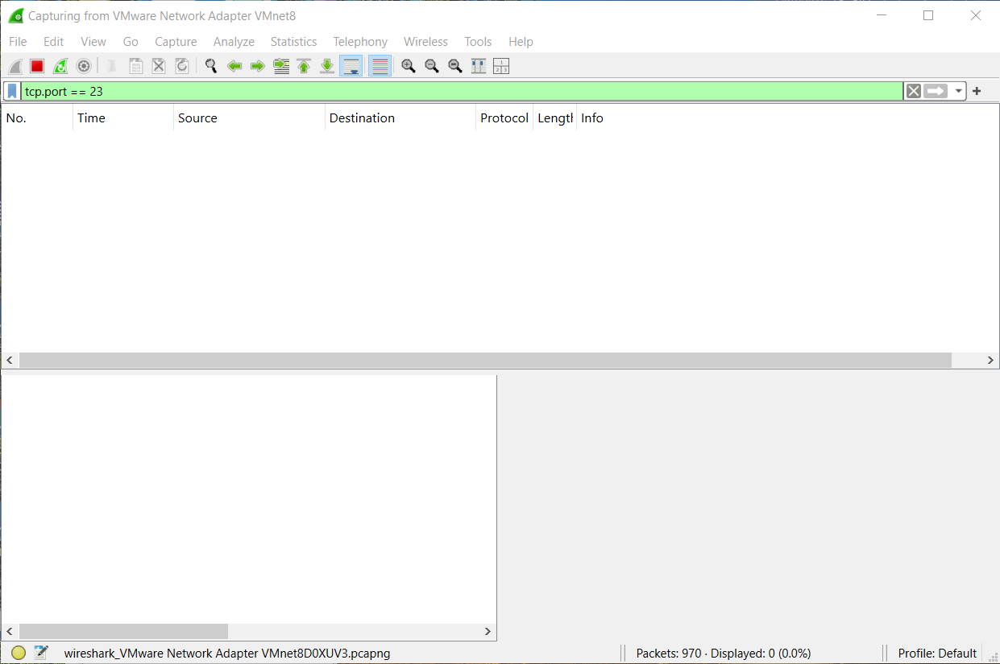 Capturing from VMware Network Adapter VMnet8
File Edit View Go Capture Analyze Statistics Telephony Wireless Tools Help
tcp.port == 23
No. Time Source Destination Protocol Length Info
wireshark_VMware Network Adapter VMnet8D0XUV3.pcapng Packets: 970 · Displayed: 0 (0.0%) Profile: Default